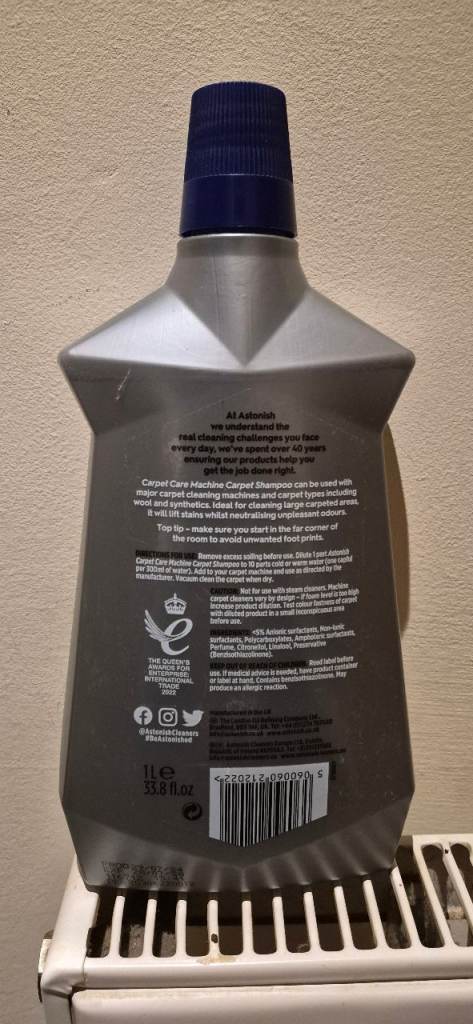 At Astonish
we understand the
real cleaning challenges you face
every day, we've spent over 40 years
ensuring our products help you
get the job done right.
Carpet Care Machine Carpet Shampoo can be used with
major carpet cleaning machines and carpet types including
wool and synthetics. Ideal for cleaning large carpeted areas,
it will lift stains whilst neutralising unpleasant odours.
Top tip – make sure you start in the far corner of
the room to avoid unwanted foot prints.
DIRECTIONS FOR USE: Remove excess soiling before use. Dilute 1 part Astonish
Carpet Care Machine Carpet Shampoo to 10 parts cold or warm water (one capful
per 300ml of water). Add to your carpet machine and use as directed by the
manufacturer. Vacuum clean the carpet when dry.
CAUTION: Not for use with steam cleaners. Machine
carpet cleaners vary by design – if foam level is too high
increase product dilution. Test colour fastness of carpet
with diluted product in a small inconspicuous area
before use.
INGREDIENTS: <5% Anionic surfactants, Non-ionic
surfactants, Polycarboxylates, Amphoteric surfactants,
Perfume, Citronellol, Linalool, Preservative
(Benzisothiazolinone).
KEEP OUT OF REACH OF CHILDREN. Read label before
use. If medical advice is needed, have product container
or label at hand. Contains benzisothiazolinone. May
produce an allergic reaction.
THE QUEEN'S
AWARDS FOR
ENTERPRISE:
INTERNATIONAL
TRADE
2022
@AstonishCleaners
#BeAstonished
Manufactured in the UK
The London Oil Refining Company Ltd.,
1L e
33.8 fl.oz
5 060060 212022 >